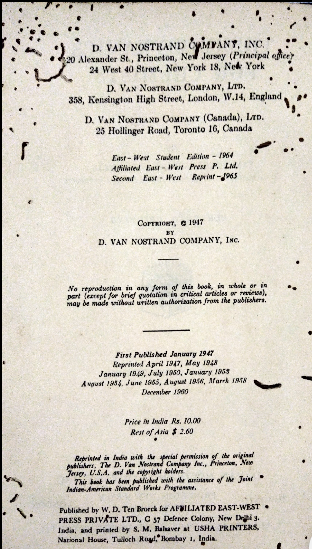 D. VAN NOSTRAND COMPANY, INC.
120 Alexander St., Princeton, New Jersey (Principal office)
24 West 40 Street, New York 18, New York
D. VAN NOSTRAND COMPANY, LTD.
358, Kensington High Street, London, W.14, England
D. VAN NOSTRAND COMPANY (Canada), LTD.
25 Hollinger Road, Toronto 16, Canada
East-West Student Edition - 1964
Affiliated East-West Press P. Ltd.
Second East-West Reprint-1965
COPYRIGHT, © 1947
BY
D. VAN NOSTRAND COMPANY, INC.
No reproduction in any form of this book, in whole or in
part (except for brief quotation in critical articles or reviews),
may be made without written authorization from the publishers.
First Published January 1947
Reprinted April 1947, May 1948
January 1949, July 1950, January 1953
August 1954, June 1955, August 1956, March 1958
December 1960
Price in India Rs. 10.00
Rest of Asia $ 2.60
Reprinted in India with the special permission of the original
publishers. The D. Van Nostrand Company Inc., Princeton, New
Jersey, U.S.A. and the copyright holders.
This book has been published with the assistance of the Joint
Indian-American Standard Works Programme.
Published by W. D. Ten Broeck for AFFILIATED EAST-WEST
PRESS PRIVATE LTD., C 57 Defence Colony, New Delhi 3,
India, and printed by S. M. Balsaver at USHA PRINTERS,
National House, Tulloch Road, Bombay 1, India.